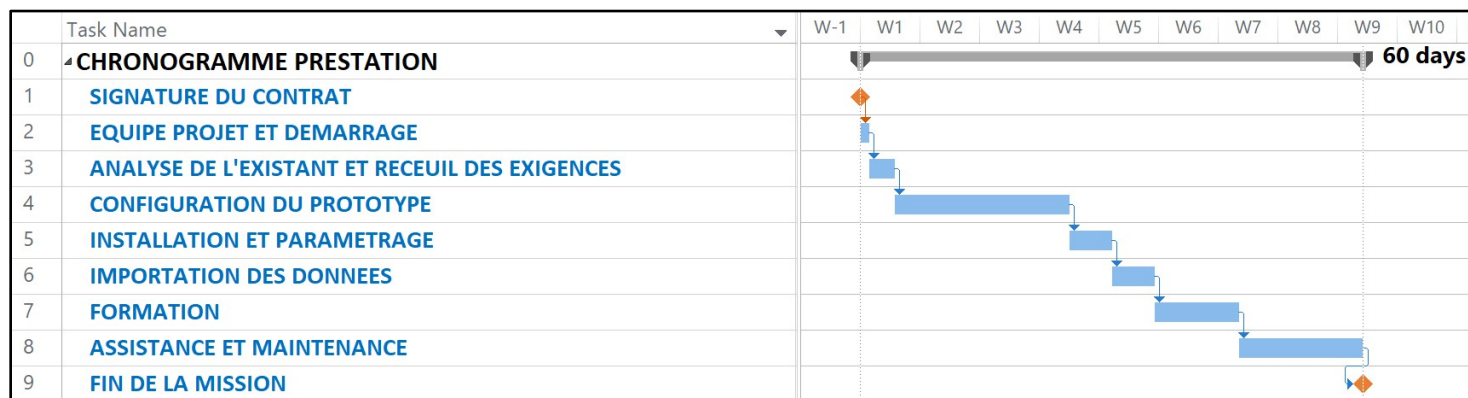 Task Name W-1 W1 W2 W3 W4 W5 W6 W7 W8 W9 W10
0 CHRONOGRAMME PRESTATION 60 days
1 SIGNATURE DU CONTRAT
2 EQUIPE PROJET ET DEMARRAGE
3 ANALYSE DE L'EXISTANT ET RECEUIL DES EXIGENCES
4 CONFIGURATION DU PROTOTYPE
5 INSTALLATION ET PARAMETRAGE
6 IMPORTATION DES DONNEES
7 FORMATION
8 ASSISTANCE ET MAINTENANCE
9 FIN DE LA MISSION